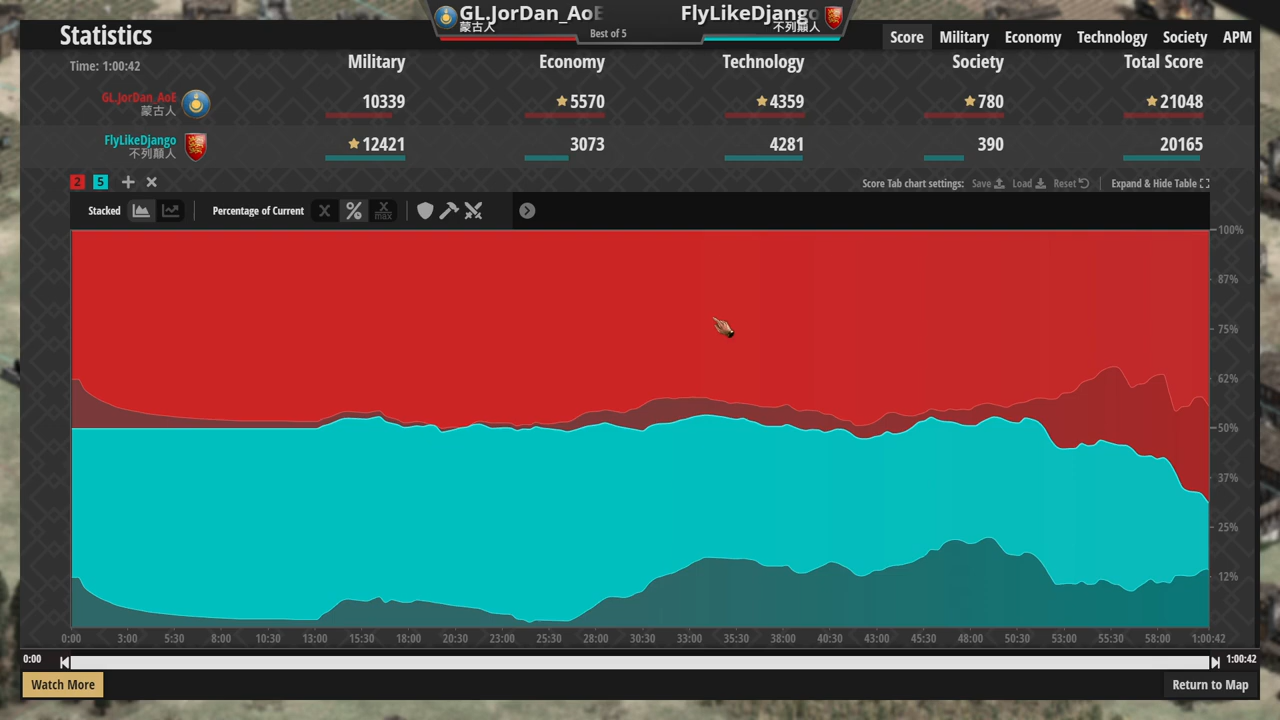 GL.JorDan_AoE FlyLikeDjango
蒙古人 不列顛人
Best of 5
Statistics
Score Military Economy Technology Society APM
Time: 1:00:42 Military Economy Technology Society Total Score
GL.JorDan_AoE 10339 5570 4359 780 21048
蒙古人
FlyLikeDjango 12421 3073 4281 390 20165
不列顛人
2 5 Score Tab chart settings: Save Load Reset Expand & Hide Table
Stacked Percentage of Current X % X/max
100%
87%
75%
62%
50%
37%
25%
12%
0:00 3:00 5:30 8:00 10:30 13:00 15:30 18:00 20:30 23:00 25:30 28:00 30:30 33:00 35:30 38:00 40:30 43:00 45:30 48:00 50:30 53:00 55:30 58:00 1:00:42
0:00 1:00:42
Watch More Return to Map